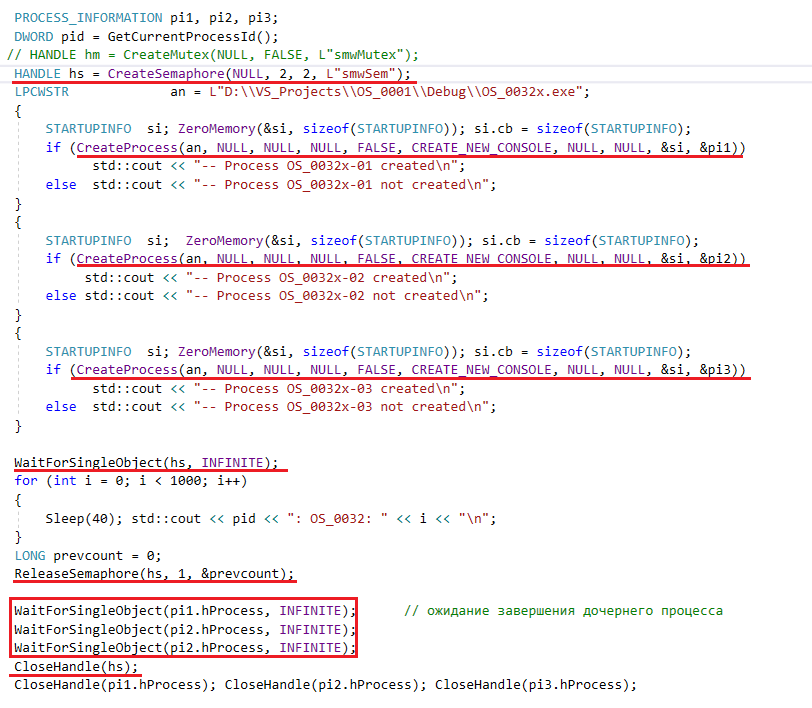 PROCESS_INFORMATION pi1, pi2, pi3;
DWORD pid = GetCurrentProcessId();
// HANDLE hm = CreateMutex(NULL, FALSE, L"smwMutex");
HANDLE hs = CreateSemaphore(NULL, 2, 2, L"smwSem");
LPCWSTR             an = L"D:\\VS_Projects\\OS_0001\\Debug\\OS_0032x.exe";
{
    STARTUPINFO  si; ZeroMemory(&si, sizeof(STARTUPINFO)); si.cb = sizeof(STARTUPINFO);
    if (CreateProcess(an, NULL, NULL, NULL, FALSE, CREATE_NEW_CONSOLE, NULL, NULL, &si, &pi1))
          std::cout << "-- Process OS_0032x-01 created\n";
    else  std::cout << "-- Process OS_0032x-01 not created\n";
}
{
    STARTUPINFO  si;  ZeroMemory(&si, sizeof(STARTUPINFO)); si.cb = sizeof(STARTUPINFO);
    if (CreateProcess(an, NULL, NULL, NULL, FALSE, CREATE_NEW_CONSOLE, NULL, NULL, &si, &pi2))
         std::cout << "-- Process OS_0032x-02 created\n";
    else std::cout << "-- Process OS_0032x-02 not created\n";
}
{
    STARTUPINFO  si; ZeroMemory(&si, sizeof(STARTUPINFO)); si.cb = sizeof(STARTUPINFO);
    if (CreateProcess(an, NULL, NULL, NULL, FALSE, CREATE_NEW_CONSOLE, NULL, NULL, &si, &pi3))
          std::cout << "-- Process OS_0032x-03 created\n";
    else  std::cout << "-- Process OS_0032x-03 not created\n";
}
WaitForSingleObject(hs, INFINITE);
for (int i = 0; i < 1000; i++)
{
    Sleep(40); std::cout << pid << ": OS_0032: " << i << "\n";
}
LONG prevcount = 0;
ReleaseSemaphore(hs, 1, &prevcount);
WaitForSingleObject(pi1.hProcess, INFINITE);      // ожидание завершения дочернего процесса
WaitForSingleObject(pi2.hProcess, INFINITE);
WaitForSingleObject(pi2.hProcess, INFINITE);
CloseHandle(hs);
CloseHandle(pi1.hProcess); CloseHandle(pi2.hProcess); CloseHandle(pi3.hProcess);